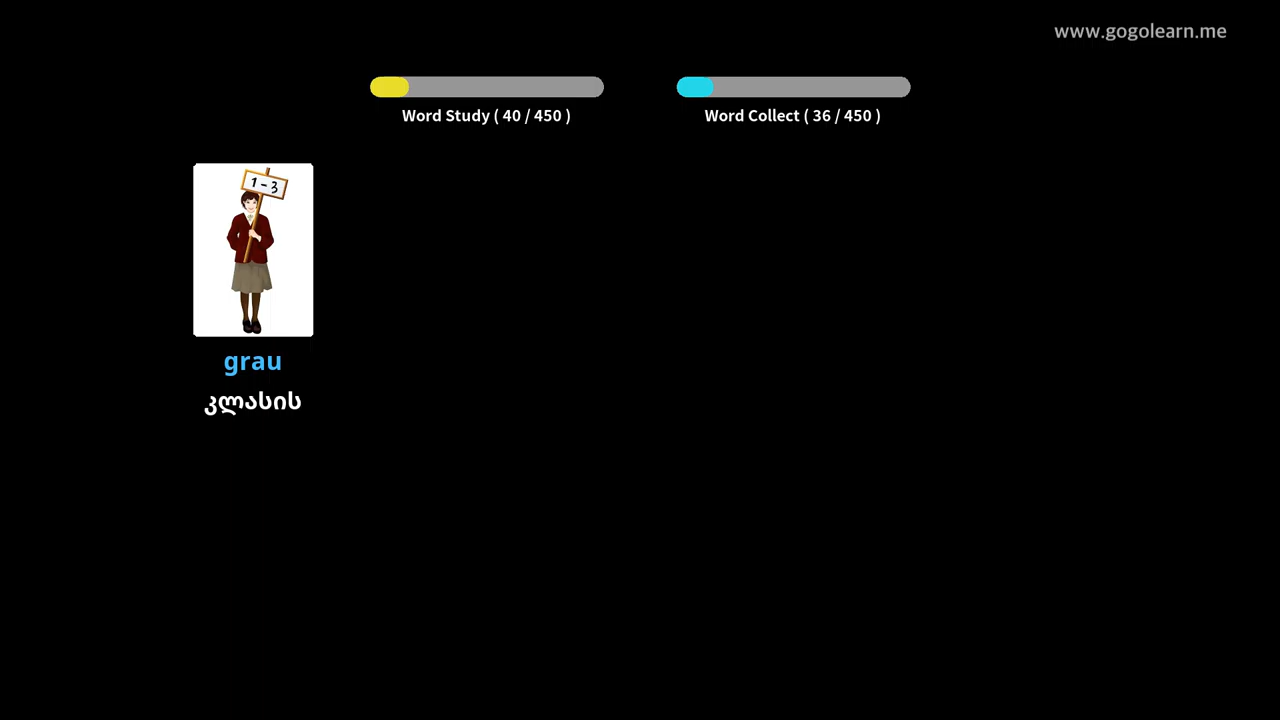 www.gogolearn.me
Word Study ( 40 / 450 )
Word Collect ( 36 / 450 )
1 - 3
grau
კლასის